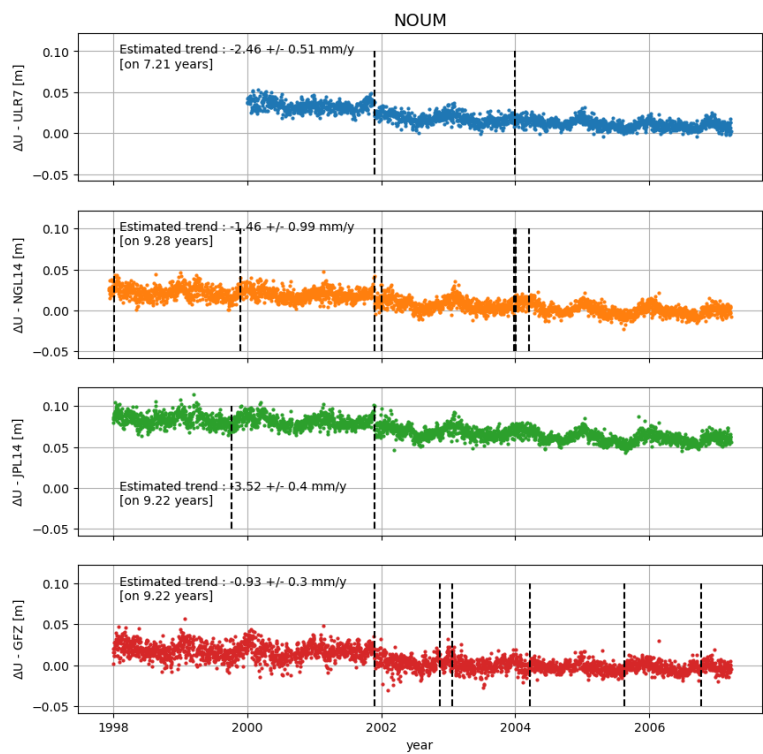 NOUM
ΔU - ULR7 [m]
0.10
0.05
0.00
−0.05
Estimated trend : -2.46 +/- 0.51 mm/y
[on 7.21 years]
ΔU - NGL14 [m]
0.10
0.05
0.00
−0.05
Estimated trend : -1.46 +/- 0.99 mm/y
[on 9.28 years]
ΔU - JPL14 [m]
0.10
0.05
0.00
−0.05
Estimated trend : -3.52 +/- 0.4 mm/y
[on 9.22 years]
ΔU - GFZ [m]
0.10
0.05
0.00
−0.05
Estimated trend : -0.93 +/- 0.3 mm/y
[on 9.22 years]
1998 2000 2002 2004 2006
year